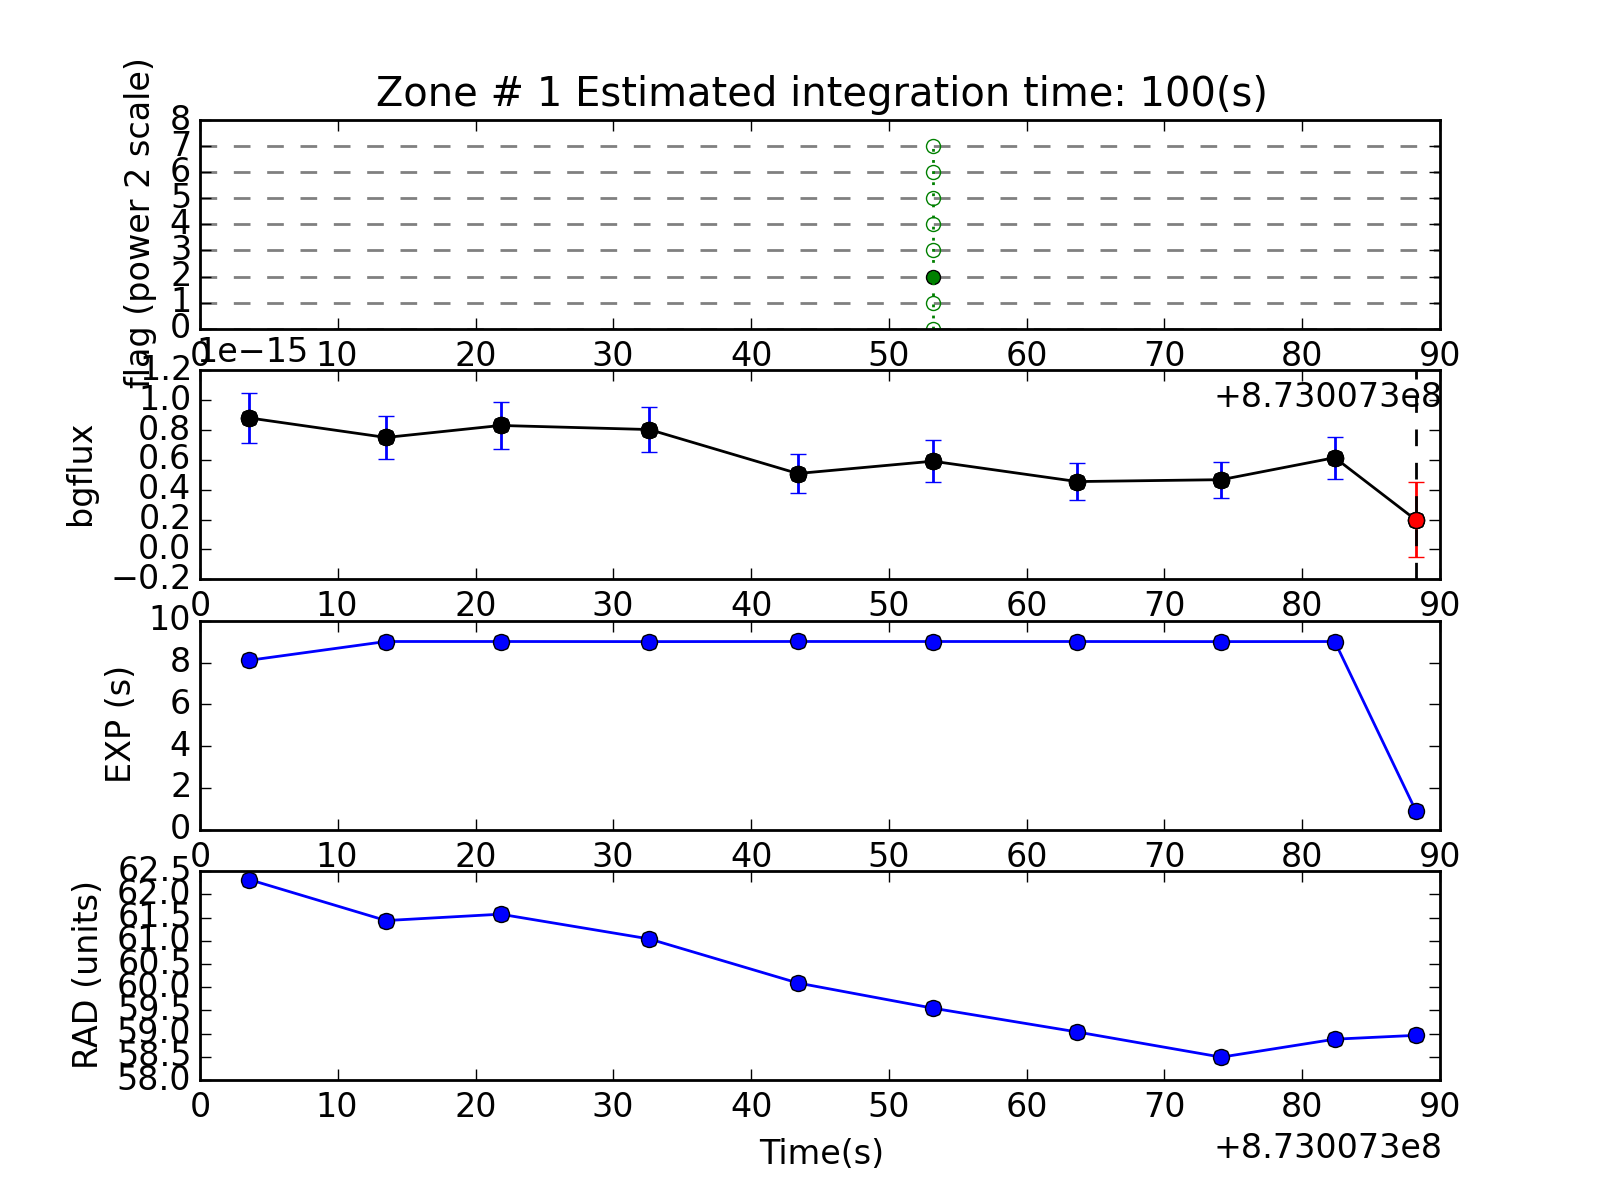 Zone # 1 Estimated integration time: 100(s)
flag (power 2 scale)
8
7
6
5
4
3
2
1
0
0 10 20 30 40 50 60 70 80 90
1e−15
+8.730073e8
bgflux
1.2
1.0
0.8
0.6
0.4
0.2
0.0
−0.2
0 10 20 30 40 50 60 70 80 90
EXP (s)
10
8
6
4
2
0
0 10 20 30 40 50 60 70 80 90
RAD (units)
62.5
62.0
61.5
61.0
60.5
60.0
59.5
59.0
58.5
58.0
0 10 20 30 40 50 60 70 80 90
Time(s)
+8.730073e8